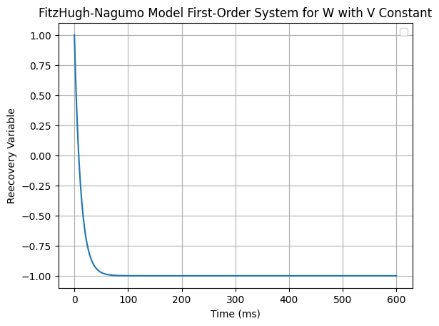 FitzHugh-Nagumo Model First-Order System for W with V Constant
1.00
0.75
0.50
0.25
0.00
−0.25
−0.50
−0.75
−1.00
Reecovery Variable
0 100 200 300 400 500 600
Time (ms)